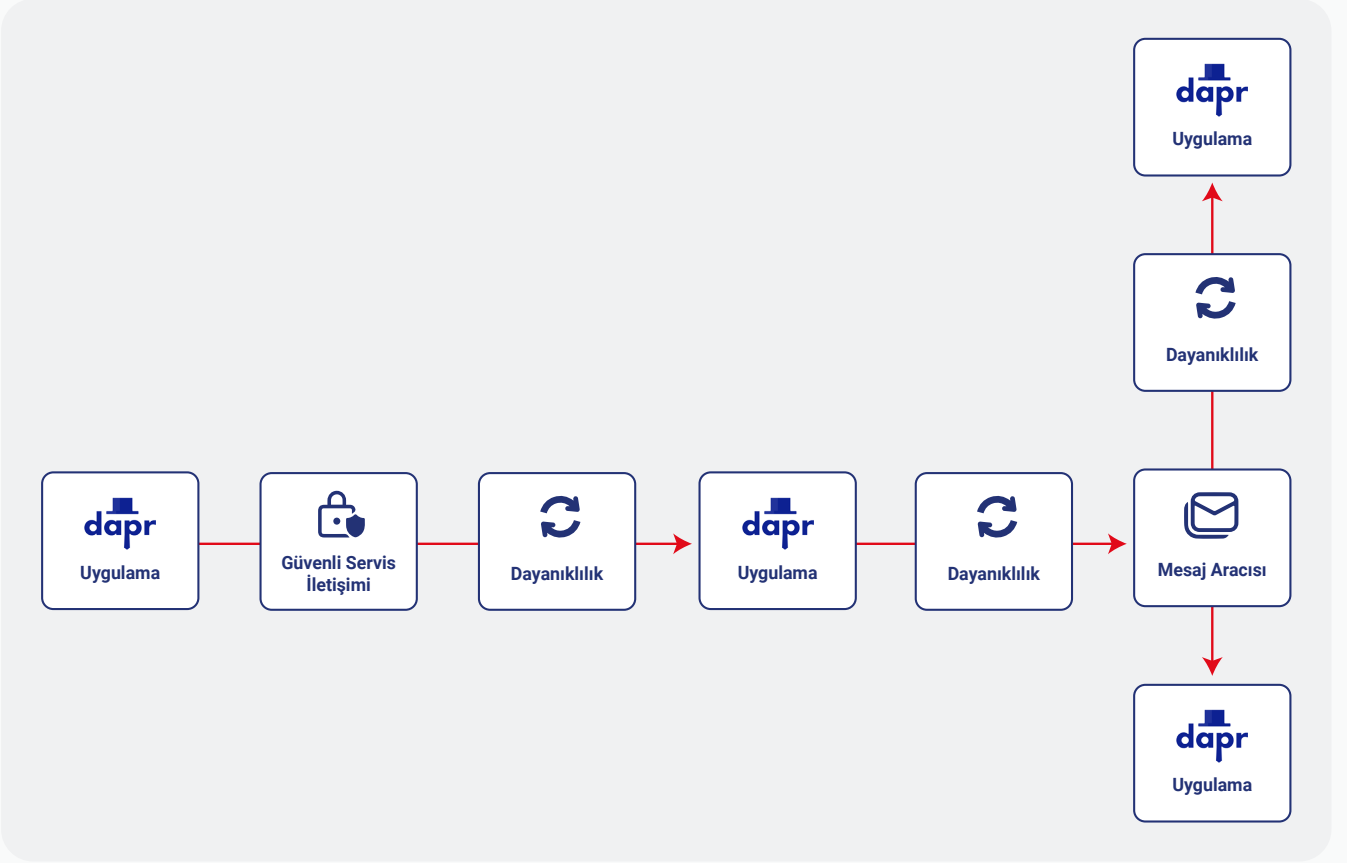 dapr
Uygulama
Dayanıklılık
dapr
Uygulama
Güvenli Servis
İletişimi
Dayanıklılık
dapr
Uygulama
Dayanıklılık
Mesaj Aracısı
dapr
Uygulama